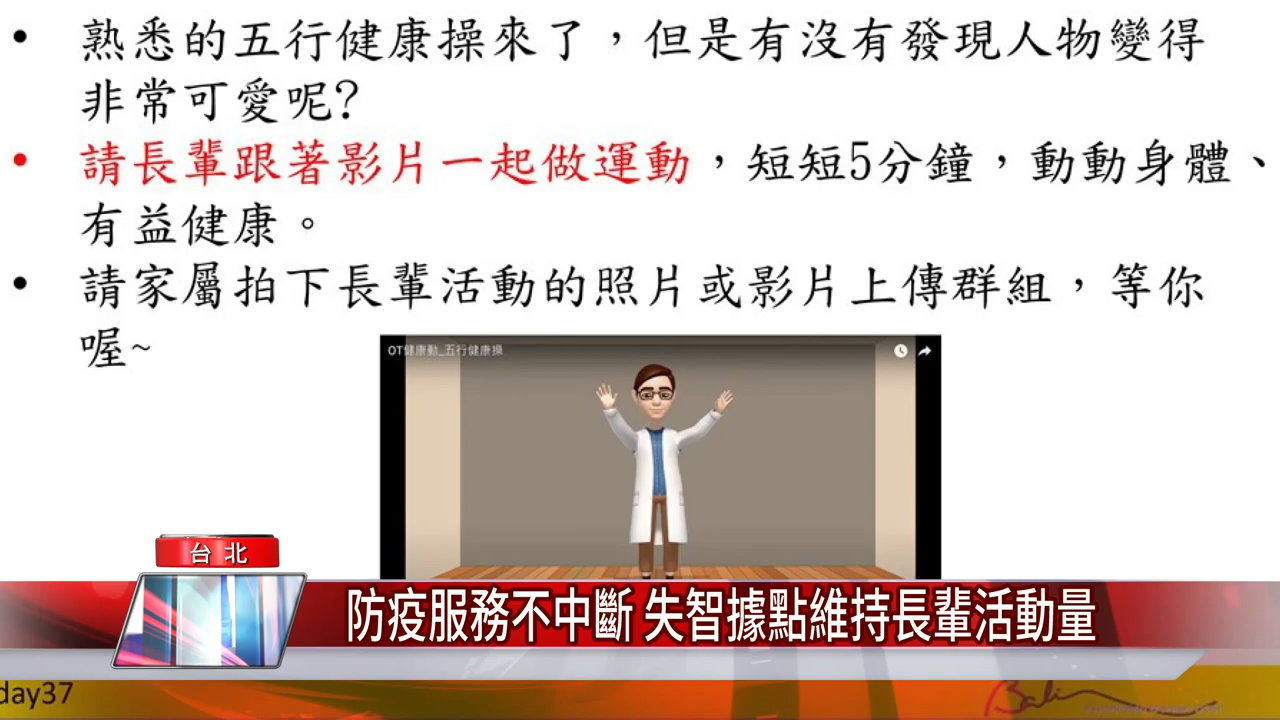 • 熟悉的五行健康操來了，但是有沒有發現人物變得
非常可愛呢?
• 請長輩跟著影片一起做運動，短短5分鐘，動動身體、
有益健康。
• 請家屬拍下長輩活動的照片或影片上傳群組，等你
喔~
OT健康動_五行健康操
台北
防疫服務不中斷 失智據點維持長輩活動量
day37
Bali